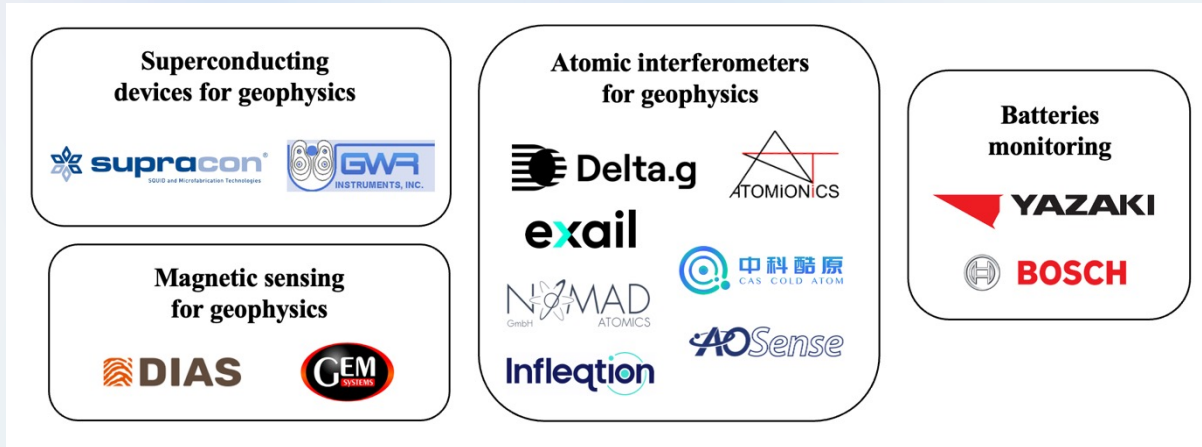 Superconducting
devices for geophysics
supracon®
SQUID and Microfabrication Technologies
GWR
INSTRUMENTS, INC.
Magnetic sensing
for geophysics
DIAS
GEM
SYSTEMS
Atomic interferometers
for geophysics
Delta.g
ATOMiONiCS
exail
中科酷原
CAS COLD ATOM
NOMAD
GmbH ATOMICS
AOSense
Infleqtion
Batteries
monitoring
YAZAKI
BOSCH